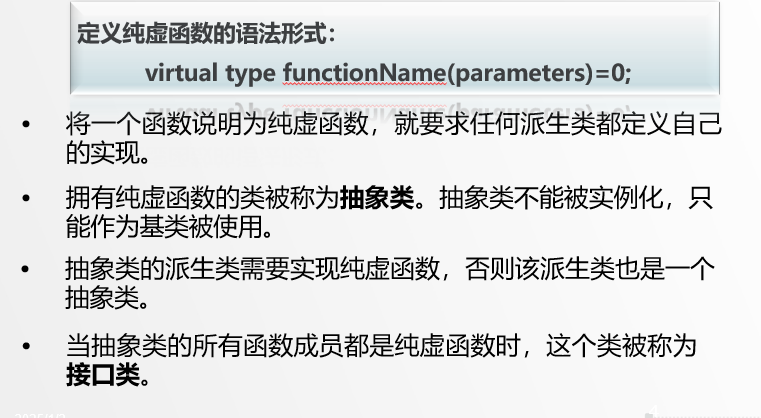 定义纯虚函数的语法形式：
virtual type functionName(parameters)=0;
• 将一个函数说明为纯虚函数，就要求任何派生类都定义自己
的实现。
• 拥有纯虚函数的类被称为抽象类。抽象类不能被实例化，只
能作为基类被使用。
• 抽象类的派生类需要实现纯虚函数，否则该派生类也是一个
抽象类。
• 当抽象类的所有函数成员都是纯虚函数时，这个类被称为
接口类。